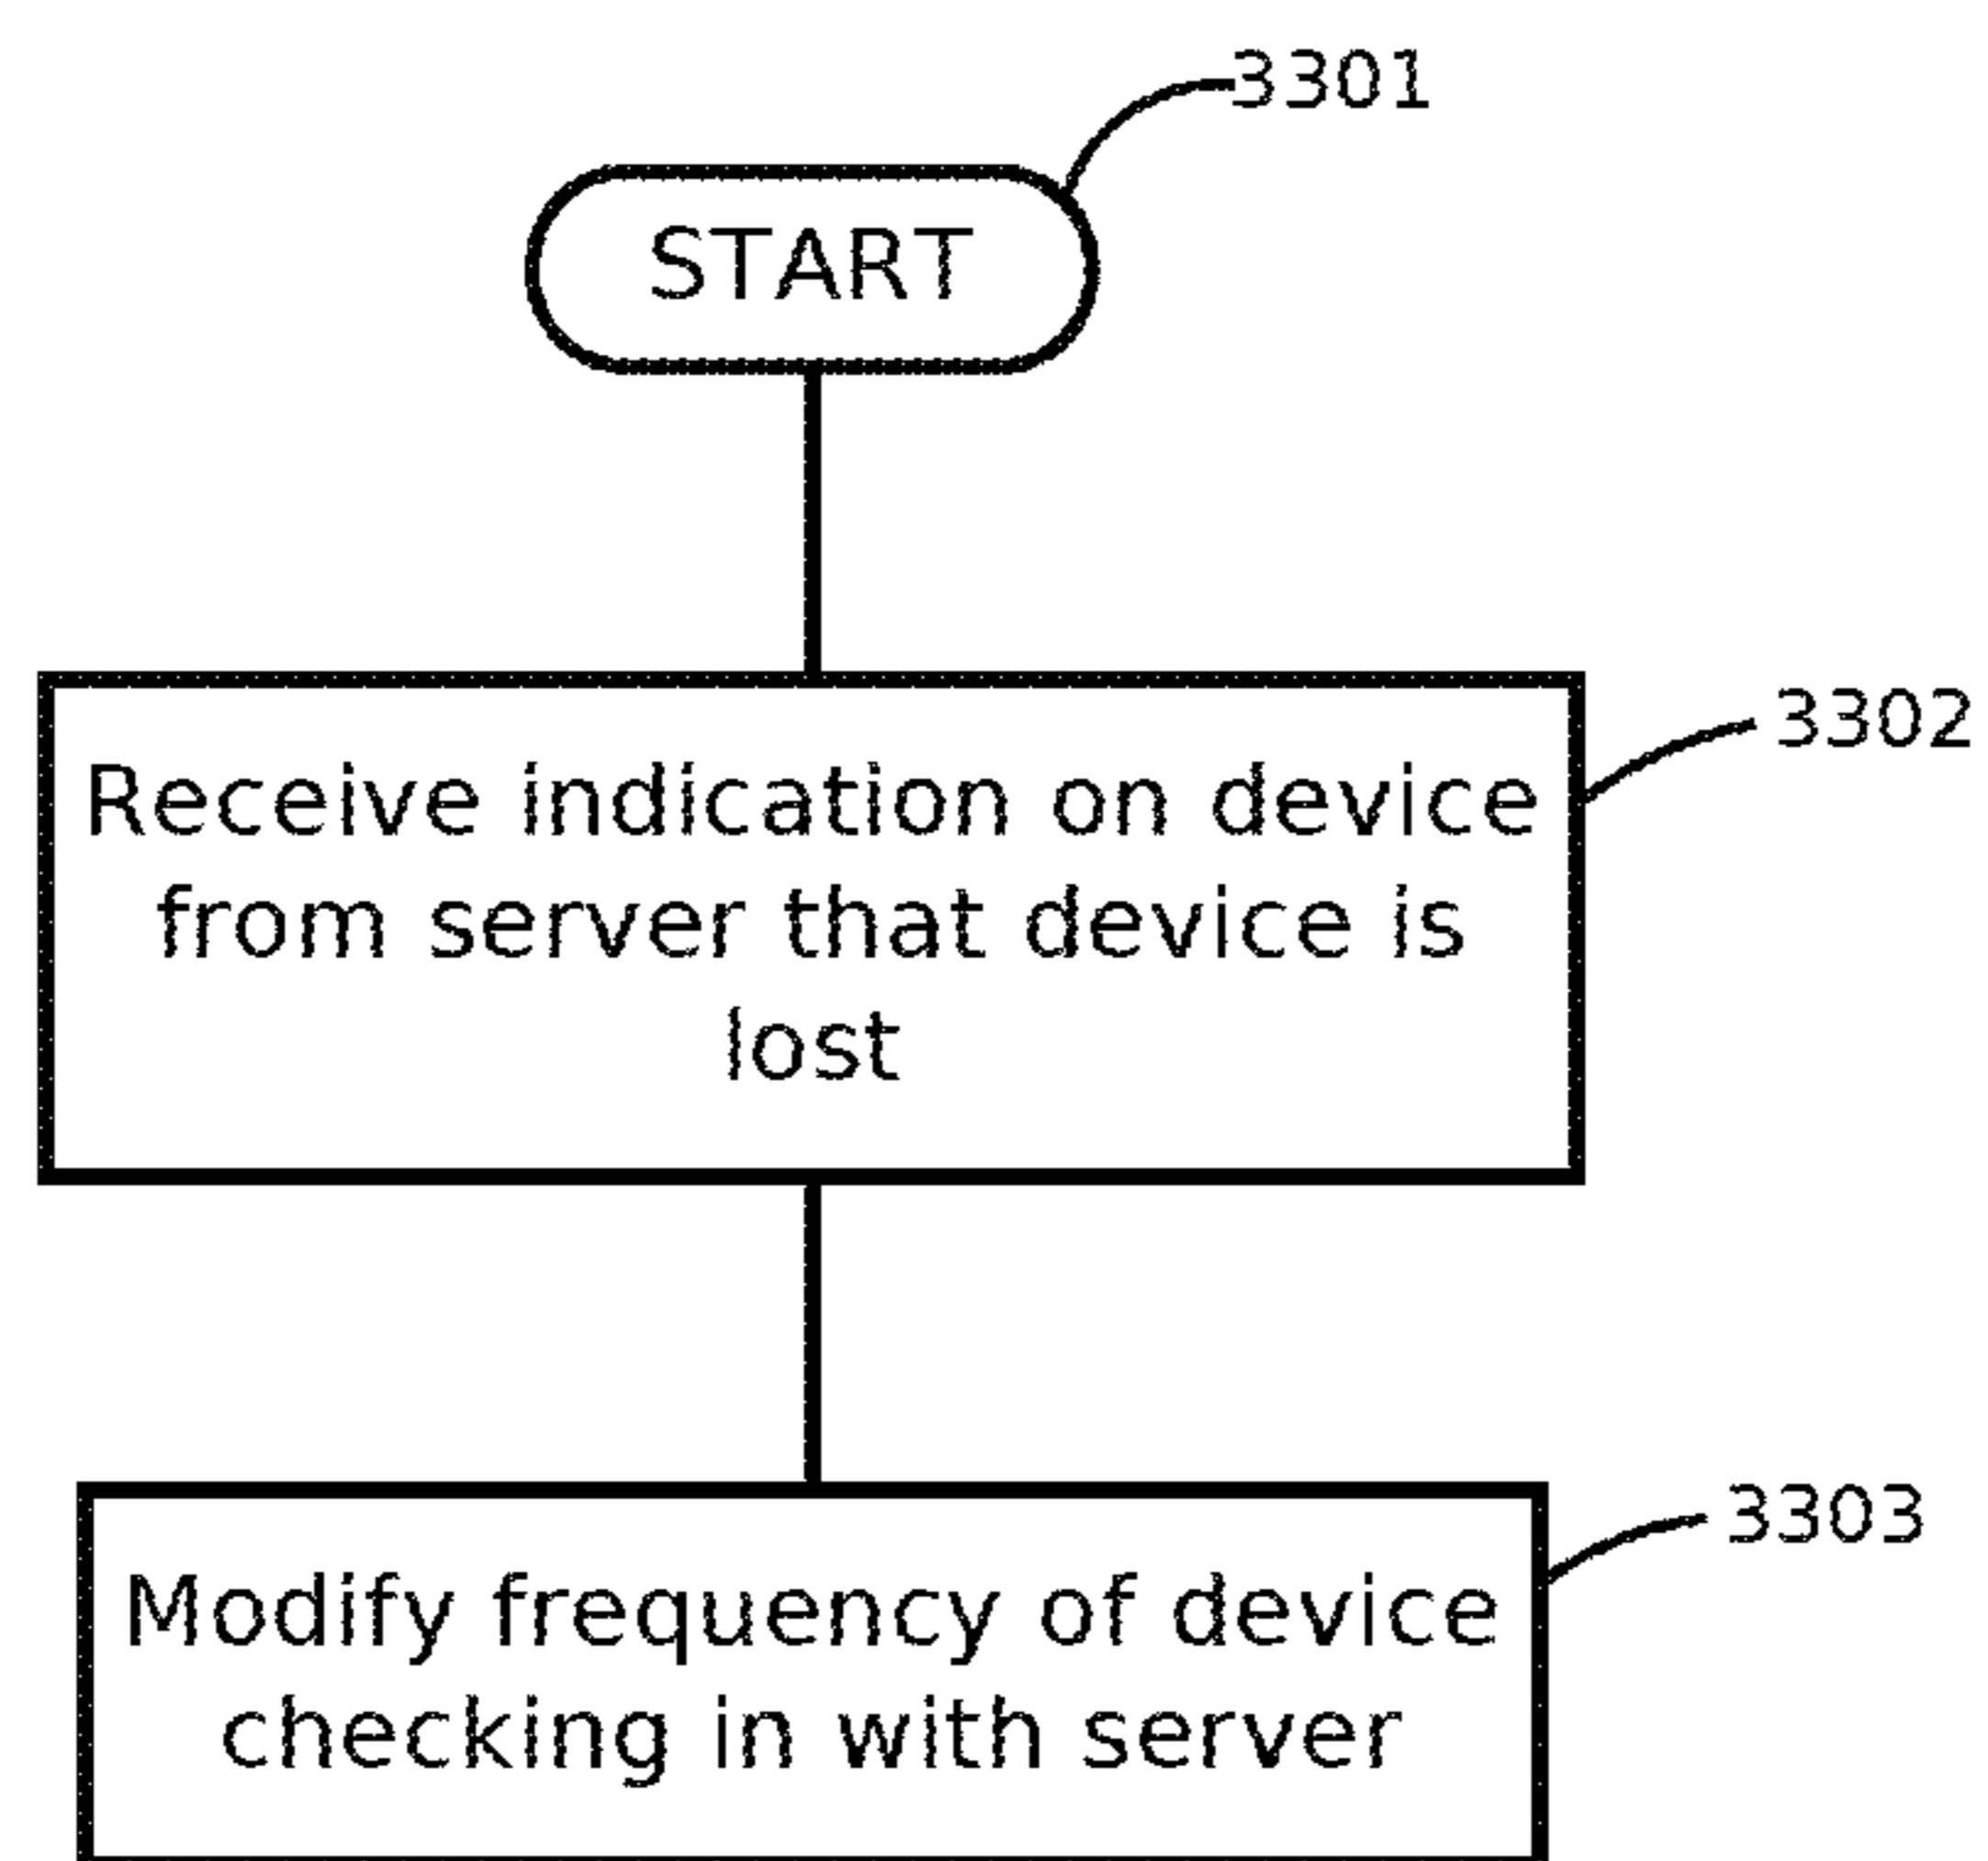 3301
START
3302
Receive indication on device
from server that device is
lost
3303
Modify frequency of device
checking in with server